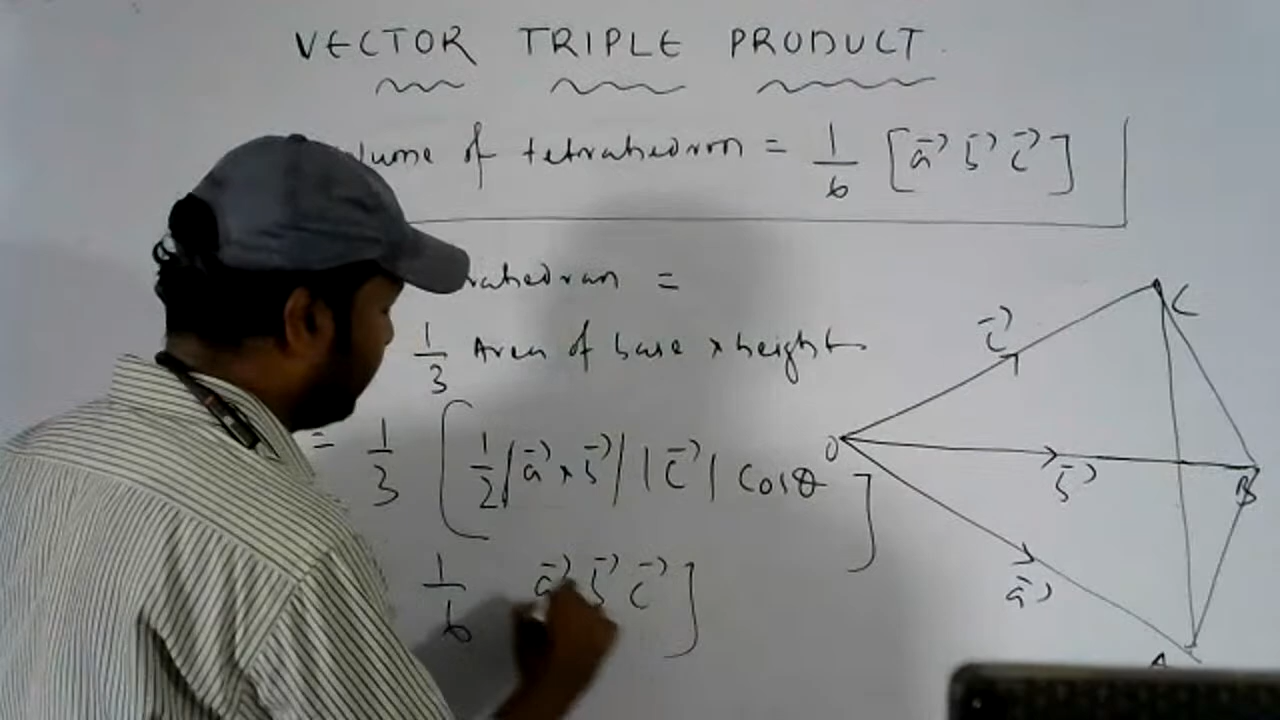 VECTOR TRIPLE PRODUCT
lume of tetrahedron = 1/6 [a⃗ b⃗ c⃗]
rahedron =
1/3 Area of base × height
= 1/3 [1/2 |a⃗ × b⃗| |c⃗| cosθ]
1/6 a⃗ b⃗ c⃗]
C
c⃗
O
b⃗
B
a⃗
A